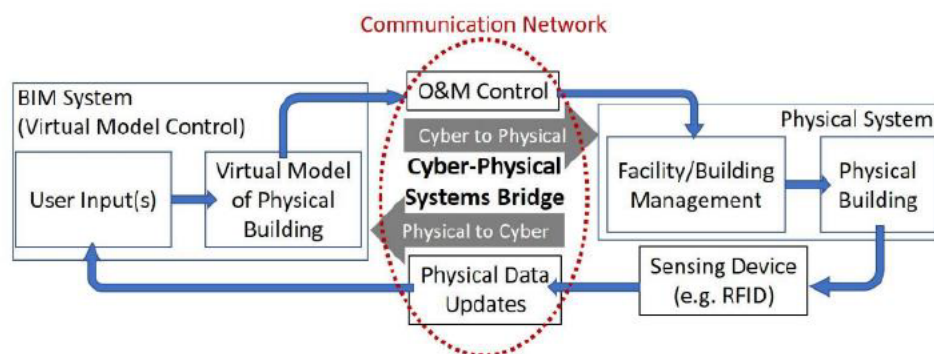 Communication Network
BIM System
(Virtual Model Control)
User Input(s)
Virtual Model
of Physical
Building
O&M Control
Cyber to Physical
Cyber-Physical
Systems Bridge
Physical to Cyber
Physical Data
Updates
Physical System
Facility/Building
Management
Physical
Building
Sensing Device
(e.g. RFID)